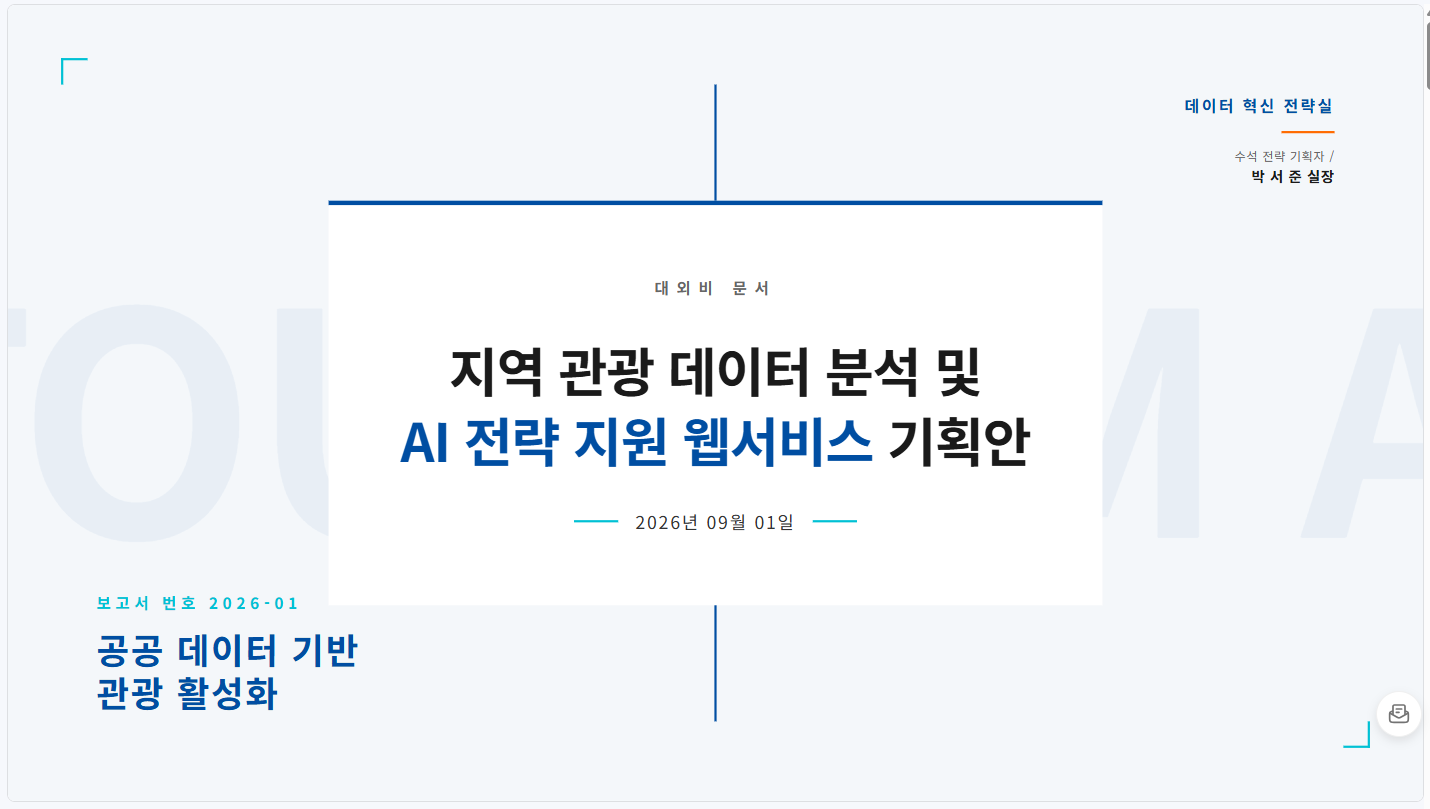 데이터 혁신 전략실
수석 전략 기획자 /
박 서 준 실장
대외비 문서
지역 관광 데이터 분석 및
AI 전략 지원 웹서비스 기획안
2026년 09월 01일
보고서 번호 2026-01
공공 데이터 기반
관광 활성화